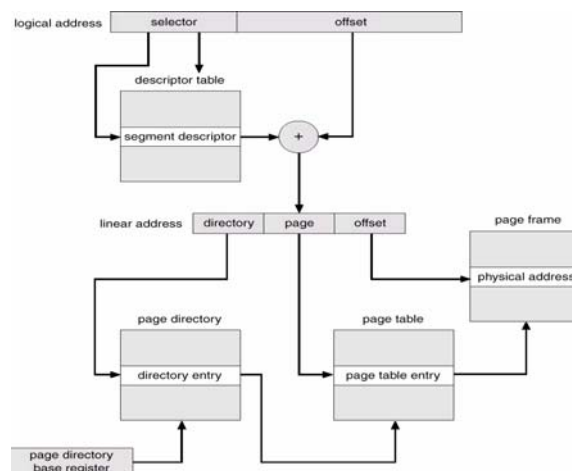 logical address
selector
offset
descriptor table
segment descriptor
+
linear address
directory
page
offset
page frame
physical address
page directory
page table
directory entry
page table entry
page directory
base register